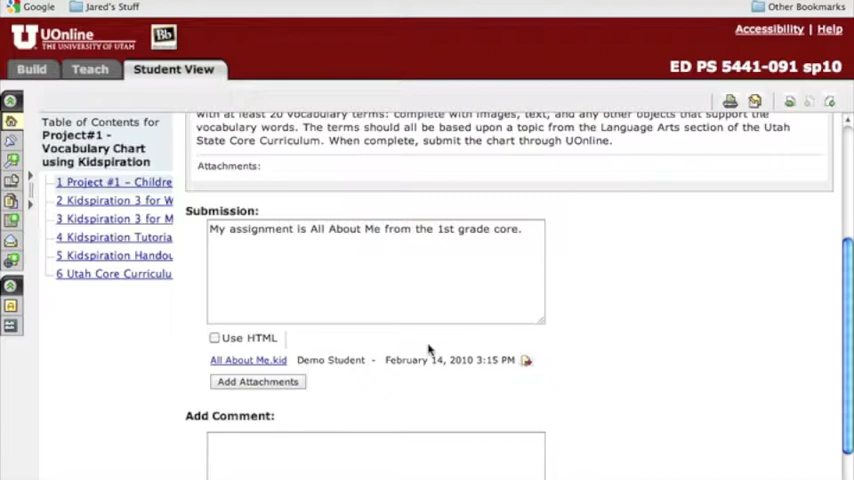 Google Jared's Stuff Other Bookmarks
UOnline
THE UNIVERSITY OF UTAH
Bb
Accessibility | Help
Build Teach Student View
ED PS 5441-091 sp10
Table of Contents for
Project#1 -
Vocabulary Chart
using Kidspiration
1 Project #1 – Childre
2 Kidspiration 3 for W
3 Kidspiration 3 for M
4 Kidspiration Tutoria
5 Kidspiration Handou
6 Utah Core Curriculu
with at least 20 vocabulary terms: complete with images, text, and any other objects that support the
vocabulary words. The terms should all be based upon a topic from the Language Arts section of the Utah
State Core Curriculum. When complete, submit the chart through UOnline.
Attachments:
Submission:
My assignment is All About Me from the 1st grade core.
Use HTML
All About Me.kid Demo Student - February 14, 2010 3:15 PM
Add Attachments
Add Comment: